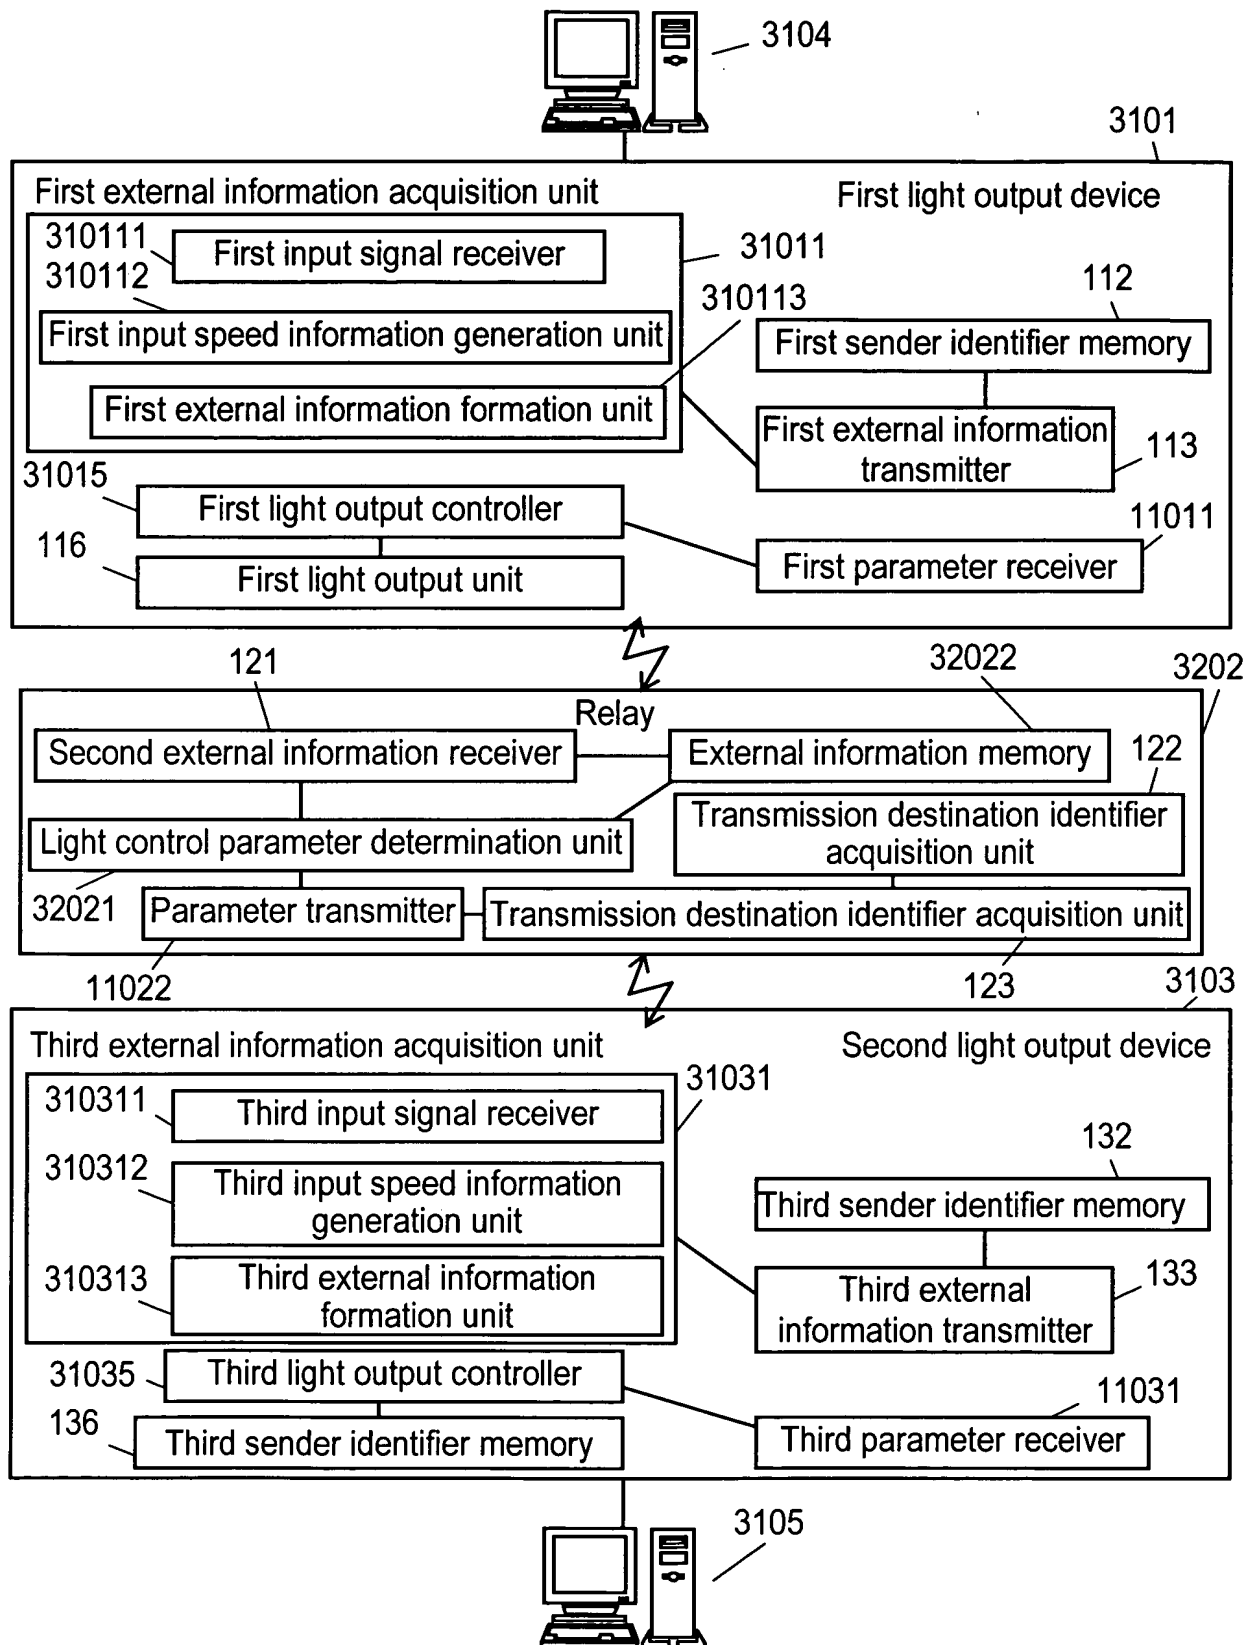 3104
3101
First external information acquisition unit
First light output device
310111
First input signal receiver
31011
310112
310113
112
First input speed information generation unit
First sender identifier memory
First external information formation unit
First external information
transmitter
113
31015
First light output controller
11011
116
First light output unit
First parameter receiver
121
32022
3202
Relay
Second external information receiver
External information memory
122
Transmission destination identifier
acquisition unit
Light control parameter determination unit
32021
Parameter transmitter
Transmission destination identifier acquisition unit
11022
123
3103
Third external information acquisition unit
Second light output device
310311
Third input signal receiver
31031
132
310312
Third input speed information
generation unit
Third sender identifier memory
310313
Third external information
formation unit
Third external
information transmitter
133
31035
Third light output controller
11031
136
Third sender identifier memory
Third parameter receiver
3105